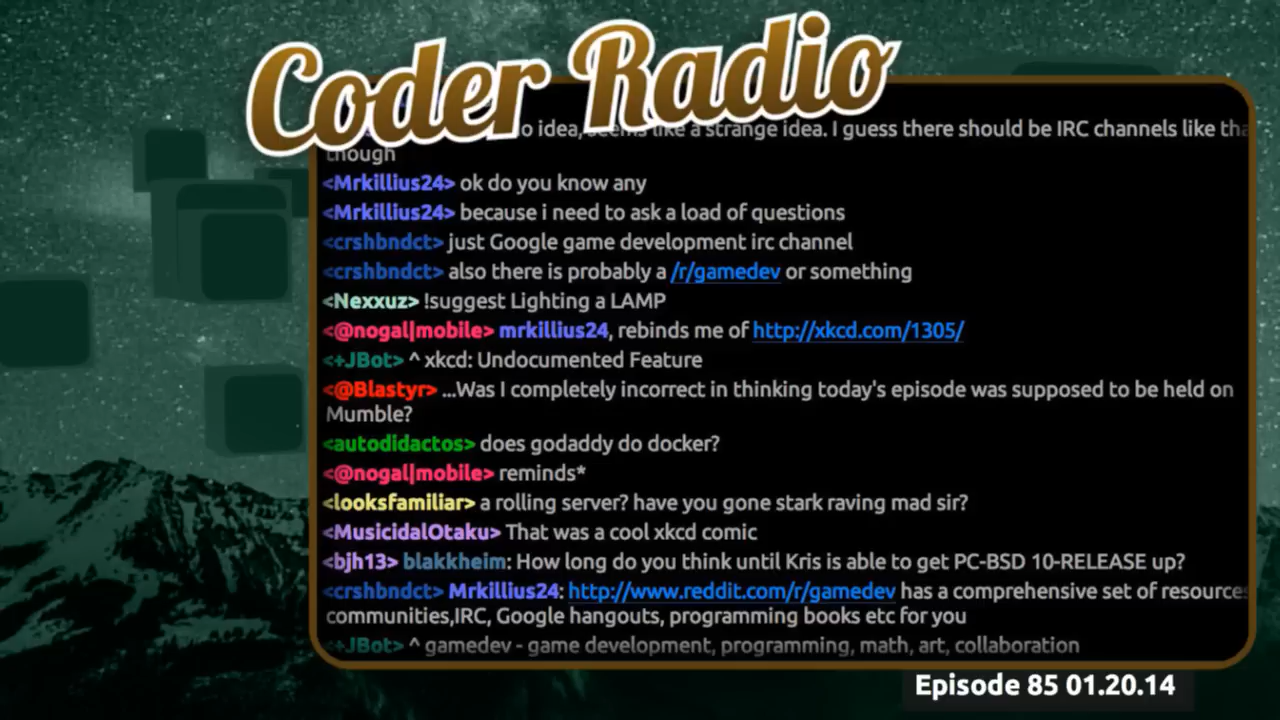 Coder Radio
idea, seems like a strange idea. I guess there should be IRC channels like
though
<Mrkillius24> ok do you know any
<Mrkillius24> because i need to ask a load of questions
<crshbndct> just Google game development irc channel
<crshbndct> also there is probably a /r/gamedev or something
<Nexxuz> !suggest Lighting a LAMP
<@nogal|mobile> mrkillius24, rebinds me of http://xkcd.com/1305/
<+JBot> ^ xkcd: Undocumented Feature
<@Blastyr> ...Was I completely incorrect in thinking today's episode was supposed to be held on
Mumble?
<autodidactos> does godaddy do docker?
<@nogal|mobile> reminds*
<looksfamiliar> a rolling server? have you gone stark raving mad sir?
<MusicidalOtaku> That was a cool xkcd comic
<bjh13> blakkheim: How long do you think until Kris is able to get PC-BSD 10-RELEASE up?
<crshbndct> Mrkillius24: http://www.reddit.com/r/gamedev has a comprehensive set of resources
communities,IRC, Google hangouts, programming books etc for you
<+JBot> ^ gamedev - game development, programming, math, art, collaboration
Episode 85 01.20.14